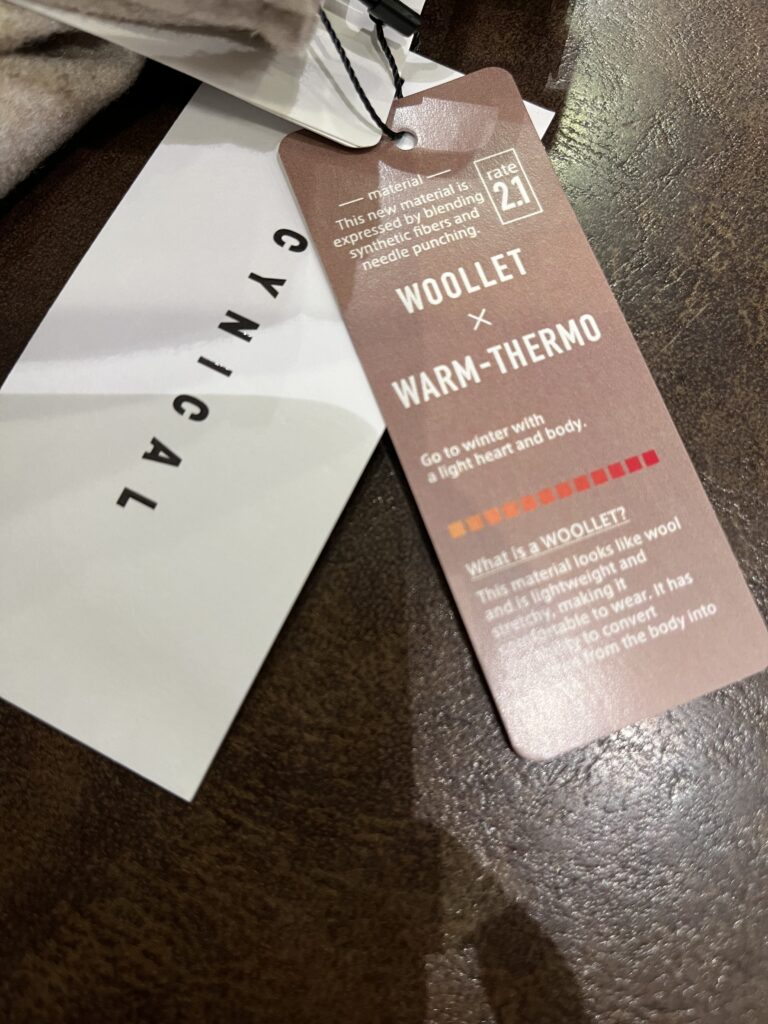 CYNICAL
material
This new material is
expressed by blending
synthetic fibers and
needle punching.
rate
2.1
WOOLLET
×
WARM-THERMO
Go to winter with
a light heart and body.
What is a WOOLLET?
This material looks like wool
and is lightweight and
stretchy, making it
to wear. It has
to convert
from the body into